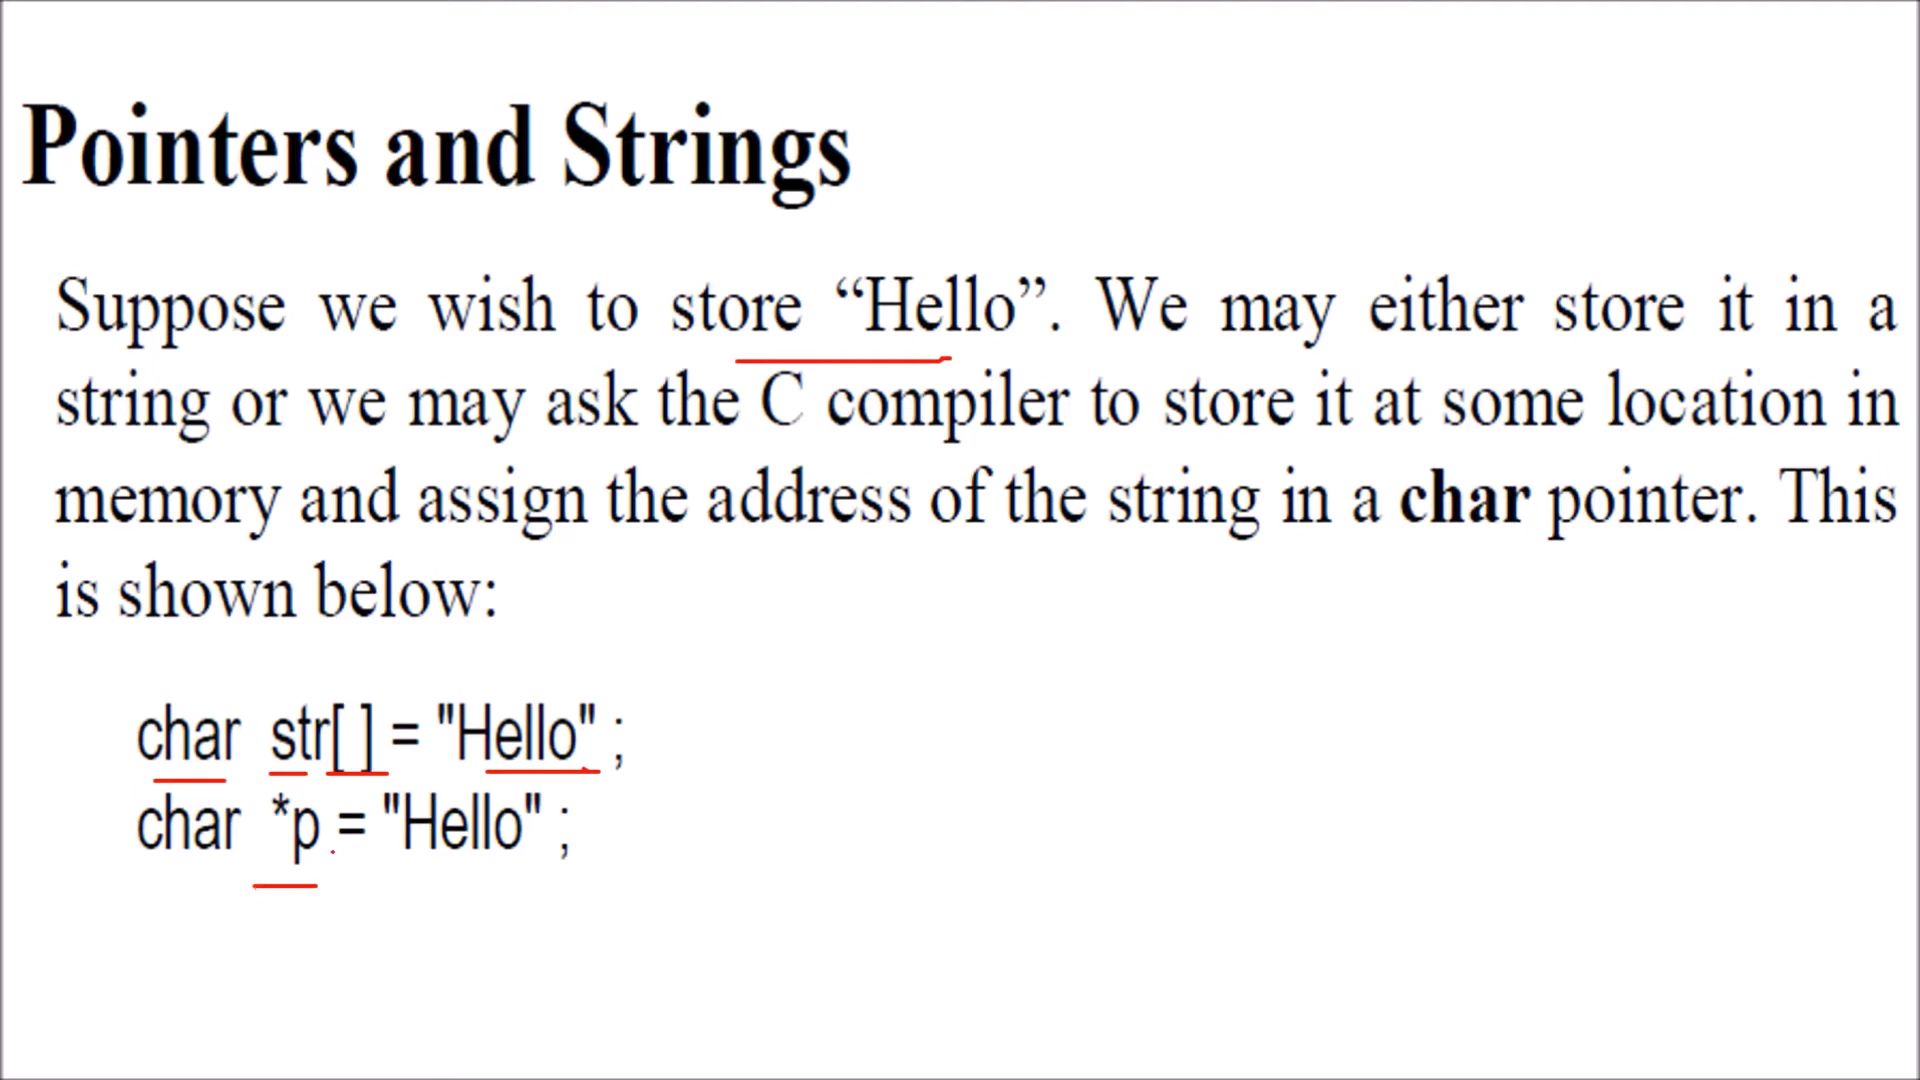 Pointers and Strings
Suppose we wish to store “Hello”. We may either store it in a
string or we may ask the C compiler to store it at some location in
memory and assign the address of the string in a char pointer. This
is shown below:
char str[ ] = "Hello" ;
char *p = "Hello" ;